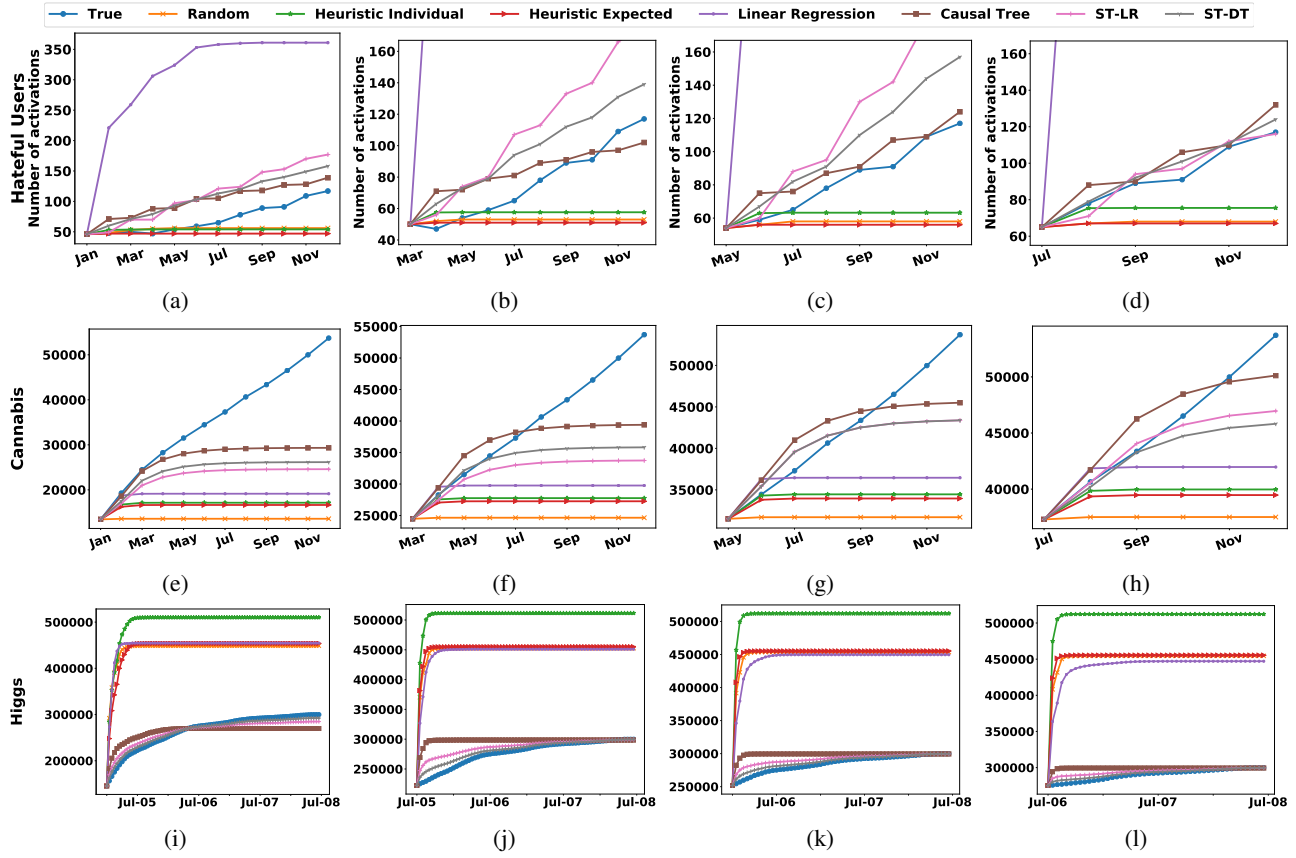 True Random Heuristic Individual Heuristic Expected Linear Regression Causal Tree ST-LR ST-DT
Hateful Users
Number of activations
350
300
250
200
150
100
50
Jan Mar May Jul Sep Nov
(a)
Number of activations
160
140
120
100
80
60
40
Mar May Jul Sep Nov
(b)
Number of activations
160
140
120
100
80
60
May Jul Sep Nov
(c)
Number of activations
160
140
120
100
80
60
Jul Sep Nov
(d)
Cannabis
50000
40000
30000
20000
Jan Mar May Jul Sep Nov
(e)
55000
50000
45000
40000
35000
30000
25000
Mar May Jul Sep Nov
(f)
50000
45000
40000
35000
May Jul Sep Nov
(g)
50000
45000
40000
Jul Sep Nov
(h)
Higgs
500000
400000
300000
200000
Jul-05 Jul-06 Jul-07 Jul-08
(i)
500000
450000
400000
350000
300000
250000
Jul-05 Jul-06 Jul-07 Jul-08
(j)
500000
450000
400000
350000
300000
250000
Jul-06 Jul-07 Jul-08
(k)
500000
450000
400000
350000
300000
Jul-06 Jul-07 Jul-08
(l)